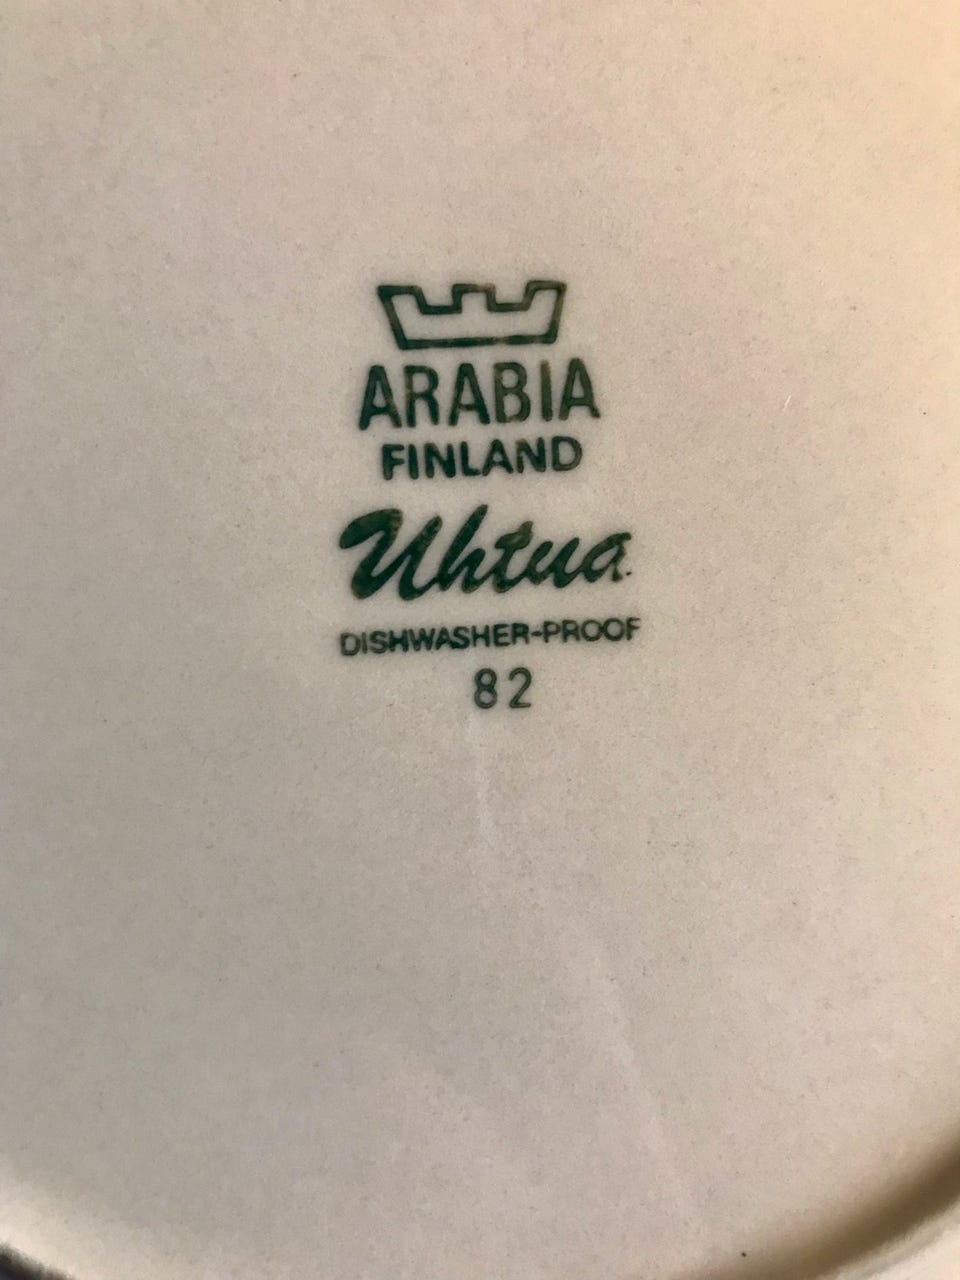 ARABIA
FINLAND
Uhtua
DISHWASHER-PROOF
82